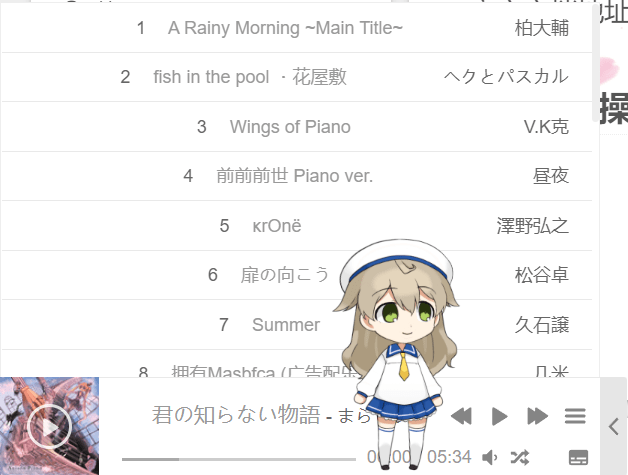 1 A Rainy Morning ~Main Title~ 柏大輔
2 fish in the pool ・花屋敷 ヘクとパスカル
3 Wings of Piano V.K克
4 前前前世 Piano ver. 昼夜
5 κrOnë 澤野弘之
6 扉の向こう 松谷卓
7 Summer 久石譲
8 拥有Masbfca (广告配乐 几米
君の知らない物語 - まら
00:00 05:34
地址
操